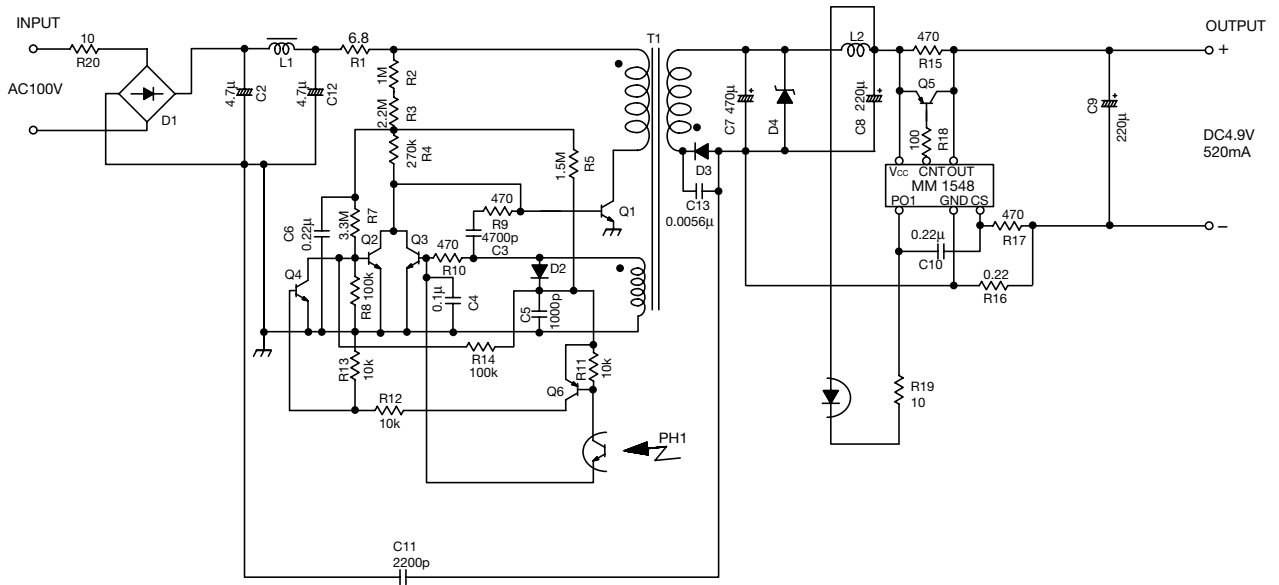 INPUT
10
R20
AC100V
D1
4.7µ
C2
L1
4.7µ
C12
6.8
R1
1M
R2
2.2M
R3
270k
R4
1.5M
R5
T1
C6
0.22µ
3.3M
R7
Q2
Q3
Q4
R8
100k
470
R9
4700p
C3
470
R10
Q1
D2
0.1µ
C4
C5
1000p
R13
10k
R14
100k
R11
10k
Q6
R12
10k
PH1
C11
2200p
C7
470µ
D4
D3
C13
0.0056µ
L2
C8
220µ
470
R15
Q5
100
R18
VCC
CNT
OUT
MM 1548
PO1
GND
CS
0.22µ
C10
470
R17
0.22
R16
R19
10
C9
220µ
OUTPUT
+
DC4.9V
520mA
−